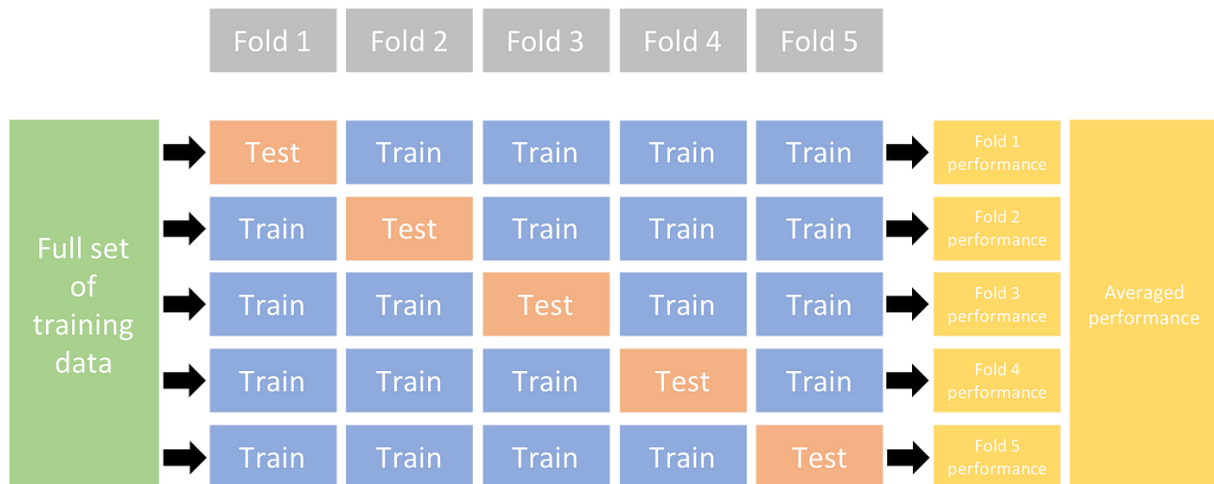 Fold 1 Fold 2 Fold 3 Fold 4 Fold 5
Full set
of
training
data
Test Train Train Train Train
Train Test Train Train Train
Train Train Test Train Train
Train Train Train Test Train
Train Train Train Train Test
Fold 1
performance
Fold 2
performance
Fold 3
performance
Fold 4
performance
Fold 5
performance
Averaged
performance